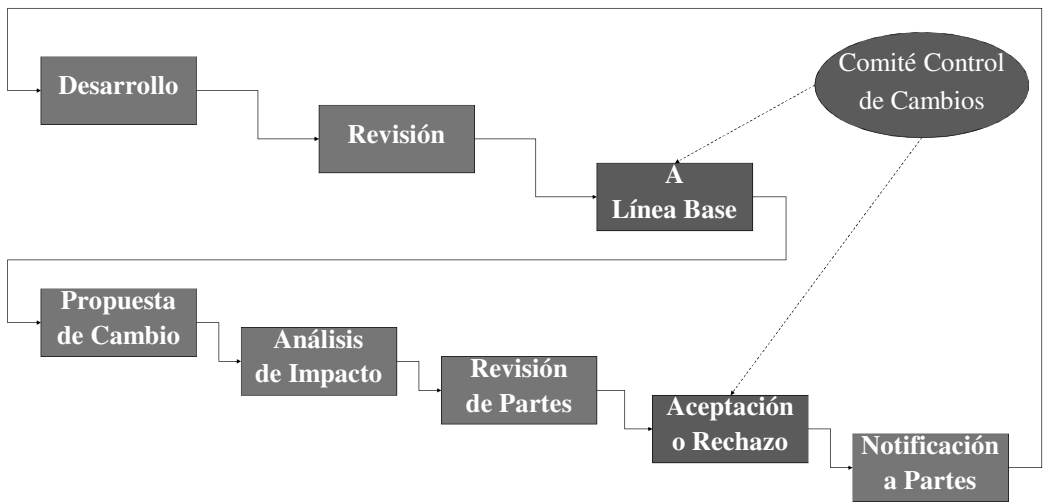 Desarrollo
Revisión
A
Línea Base
Comité Control
de Cambios
Propuesta
de Cambio
Análisis
de Impacto
Revisión
de Partes
Aceptación
o Rechazo
Notificación
a Partes